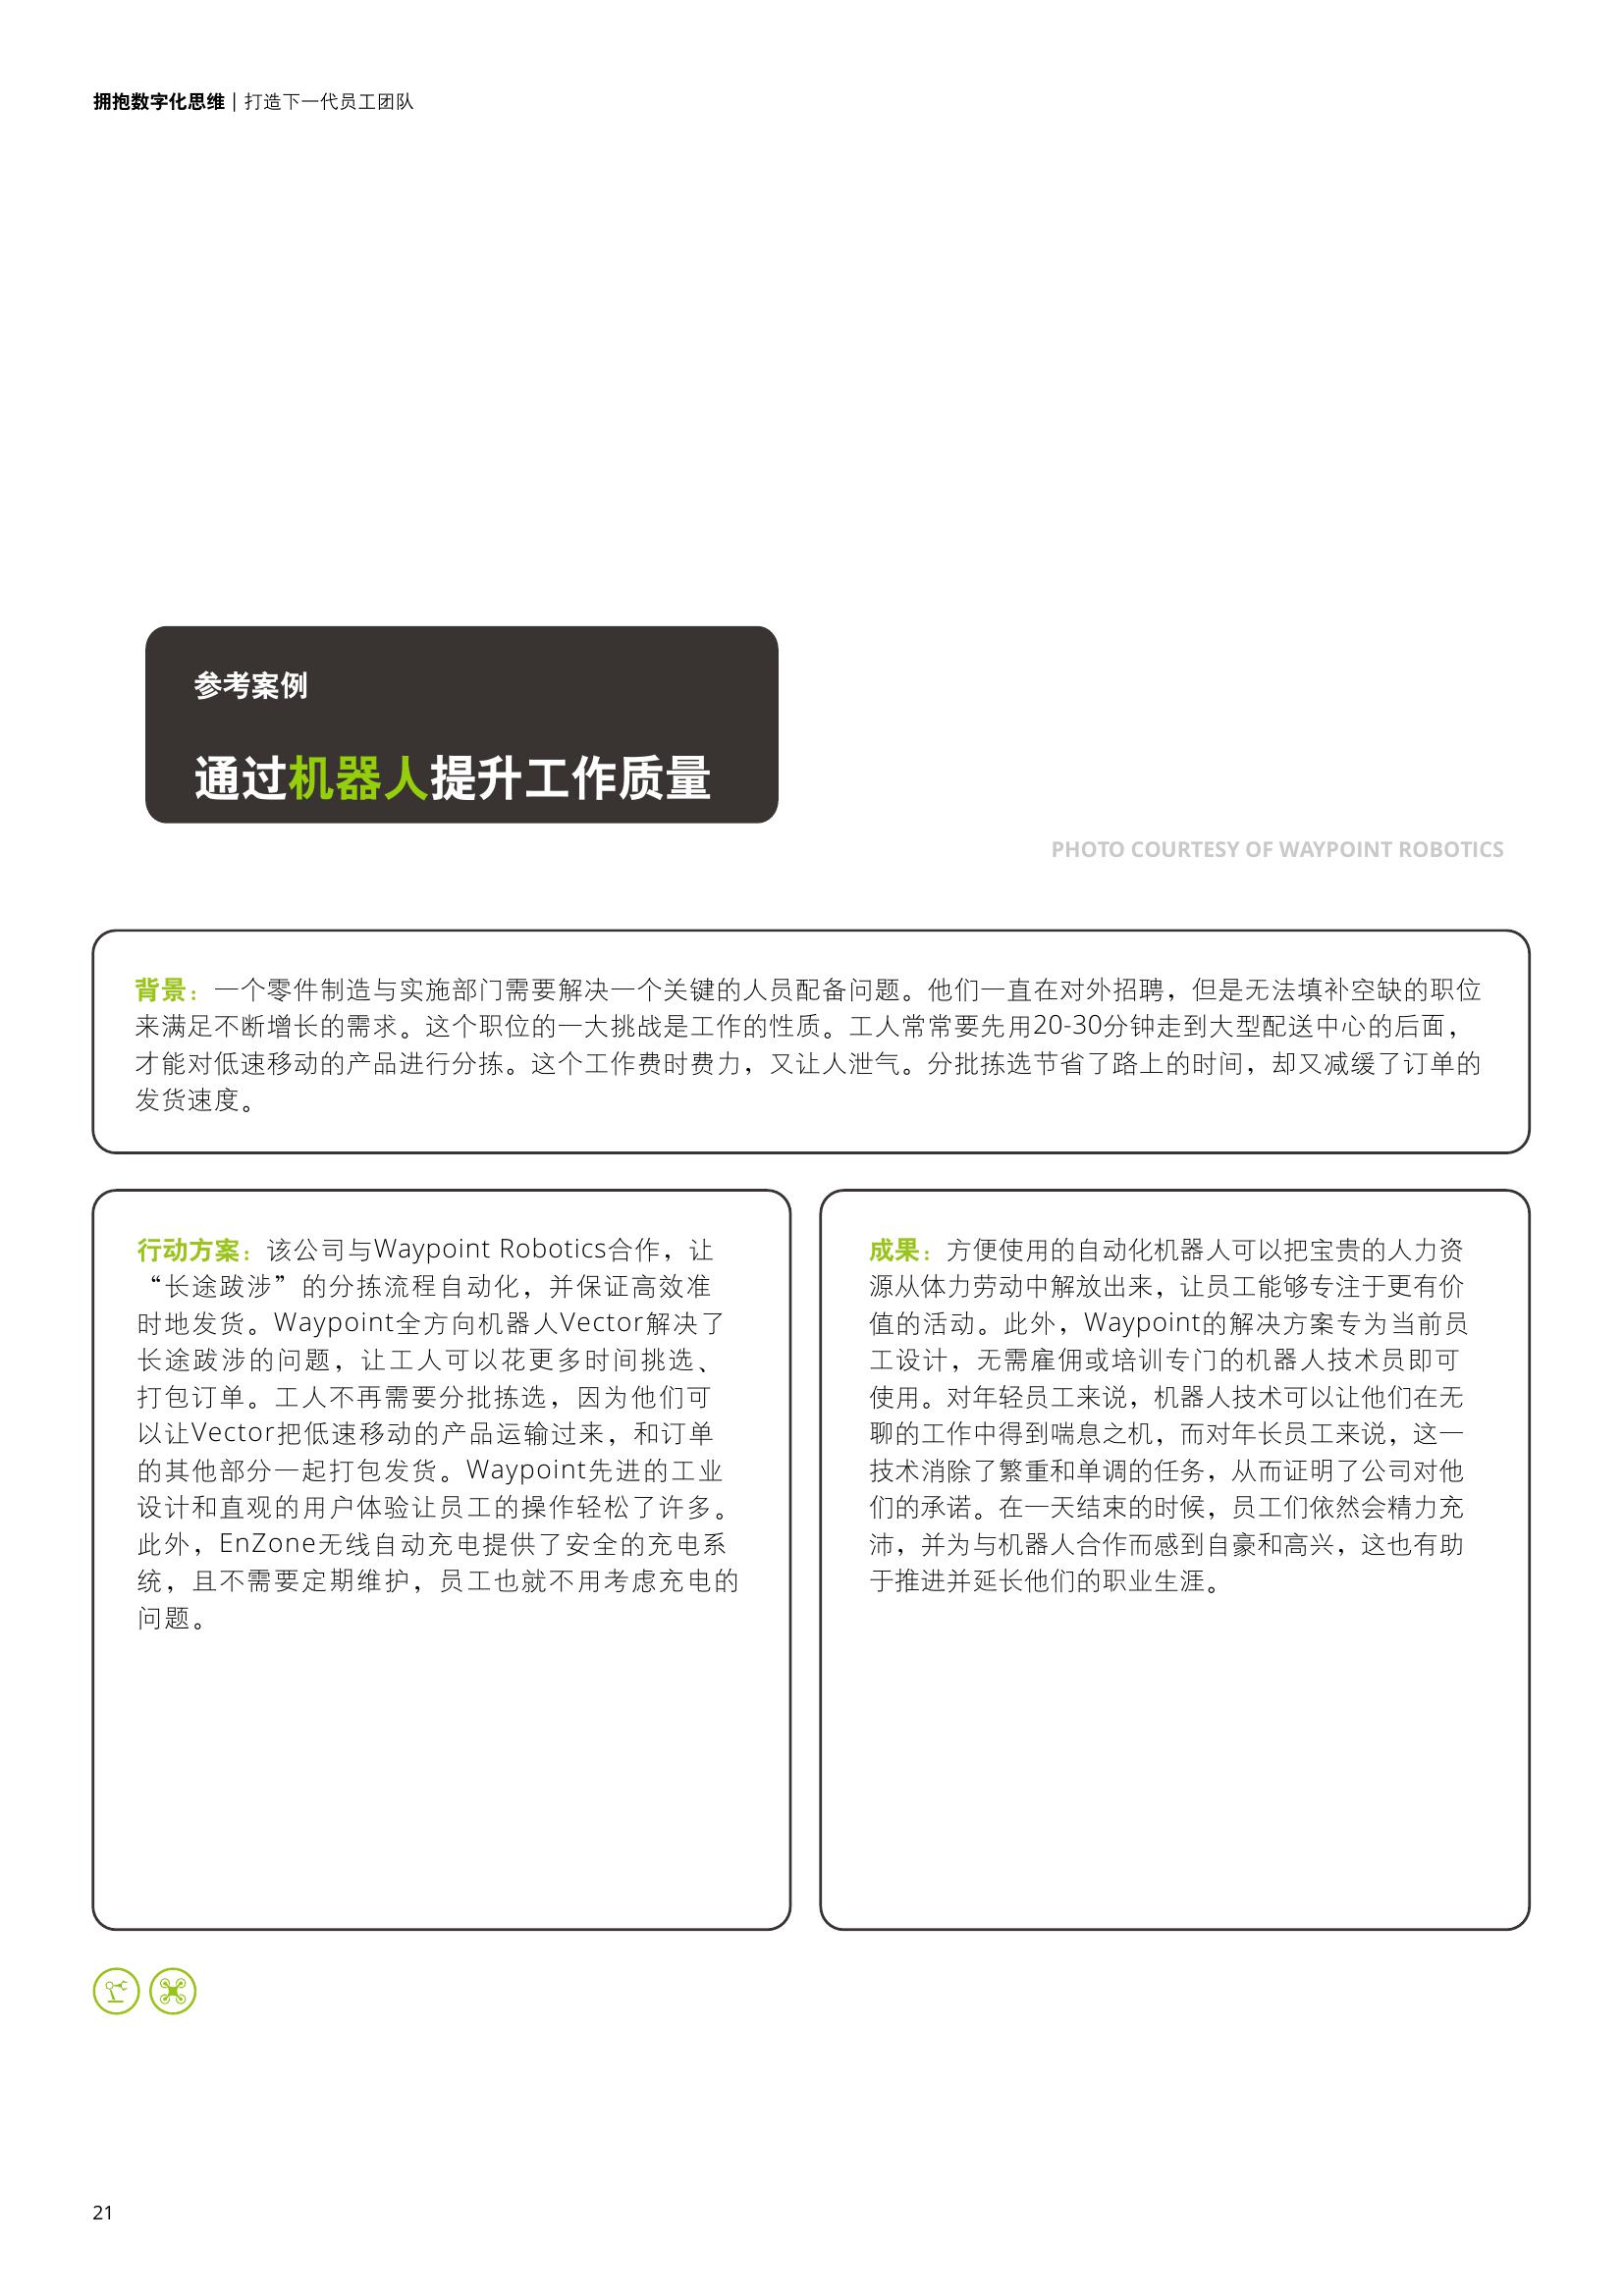 拥抱数字化思维 | 打造下一代员工团队
参考案例
通过机器人提升工作质量
PHOTO COURTESY OF WAYPOINT ROBOTICS
背景：一个零件制造与实施部门需要解决一个关键的人员配备问题。他们一直在对外招聘，但是无法填补空缺的职位
来满足不断增长的需求。这个职位的一大挑战是工作的性质。工人常常要先用20-30分钟走到大型配送中心的后面，
才能对低速移动的产品进行分拣。这个工作费时费力，又让人泄气。分批拣选节省了路上的时间，却又减缓了订单的
发货速度。
行动方案：该公司与Waypoint Robotics合作，让
“长途跋涉”的分拣流程自动化，并保证高效准
时地发货。Waypoint全方向机器人Vector解决了
长途跋涉的问题，让工人可以花更多时间挑选、
打包订单。工人不再需要分批拣选，因为他们可
以让Vector把低速移动的产品运输过来，和订单
的其他部分一起打包发货。Waypoint先进的工业
设计和直观的用户体验让员工的操作轻松了许多。
此外，EnZone无线自动充电提供了安全的充电系
统，且不需要定期维护，员工也就不用考虑充电的
问题。
成果：方便使用的自动化机器人可以把宝贵的人力资
源从体力劳动中解放出来，让员工能够专注于更有价
值的活动。此外，Waypoint的解决方案专为当前员
工设计，无需雇佣或培训专门的机器人技术员即可
使用。对年轻员工来说，机器人技术可以让他们在无
聊的工作中得到喘息之机，而对年长员工来说，这一
技术消除了繁重和单调的任务，从而证明了公司对他
们的承诺。在一天结束的时候，员工们依然会精力充
沛，并为与机器人合作而感到自豪和高兴，这也有助
于推进并延长他们的职业生涯。
21